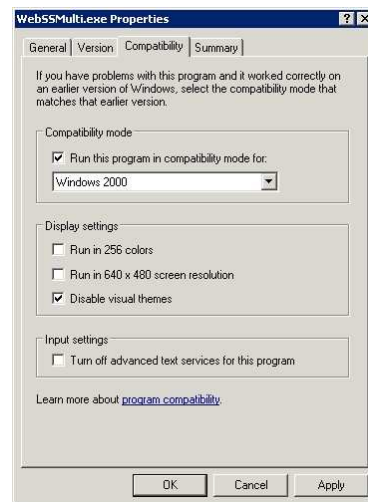 WebSSMulti.exe Properties
General Version Compatibility Summary
If you have problems with this program and it worked correctly on
an earlier version of Windows, select the compatibility mode that
matches that earlier version.
Compatibility mode
Run this program in compatibility mode for:
Windows 2000
Display settings
Run in 256 colors
Run in 640 x 480 screen resolution
Disable visual themes
Input settings
Turn off advanced text services for this program
Learn more about program compatibility.
OK Cancel Apply